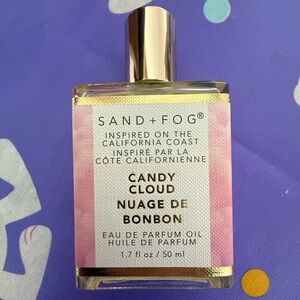 SAND + FOG®
INSPIRED ON THE
CALIFORNIA COAST
INSPIRÉ PAR LA
CÔTE CALIFORNIENNE
CANDY
CLOUD
NUAGE DE
BONBON
EAU DE PARFUM OIL
HUILE DE PARFUM
1.7 fl oz / 50 ml